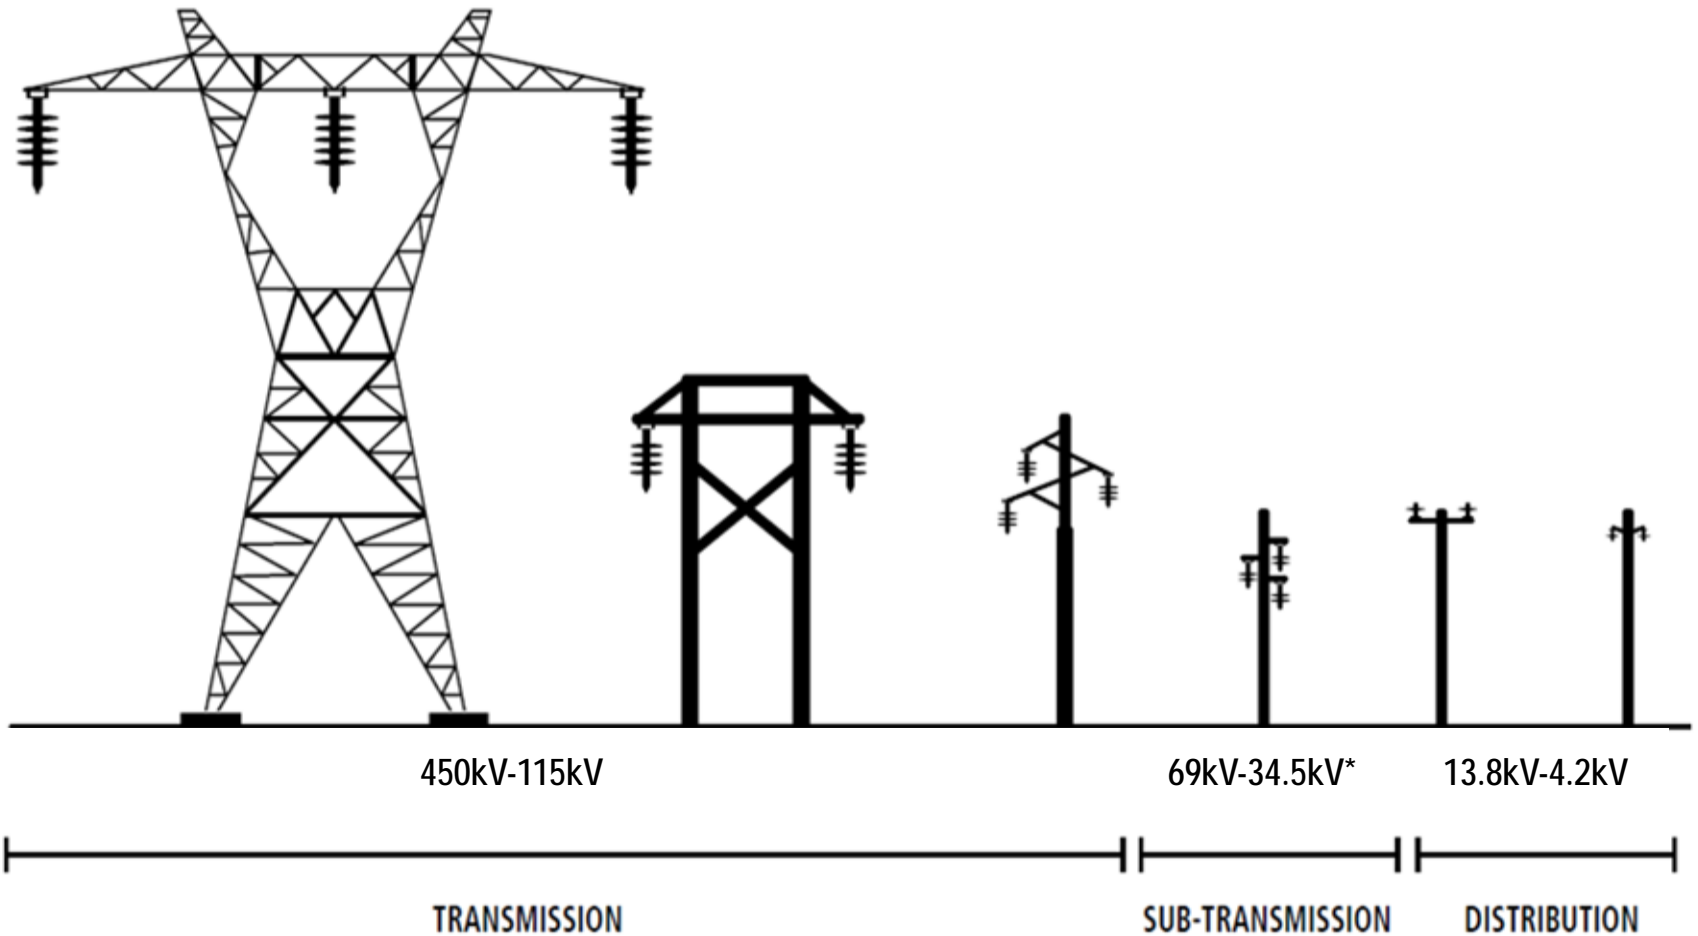 450kV-115kV
69kV-34.5kV*
13.8kV-4.2kV
TRANSMISSION
SUB-TRANSMISSION
DISTRIBUTION